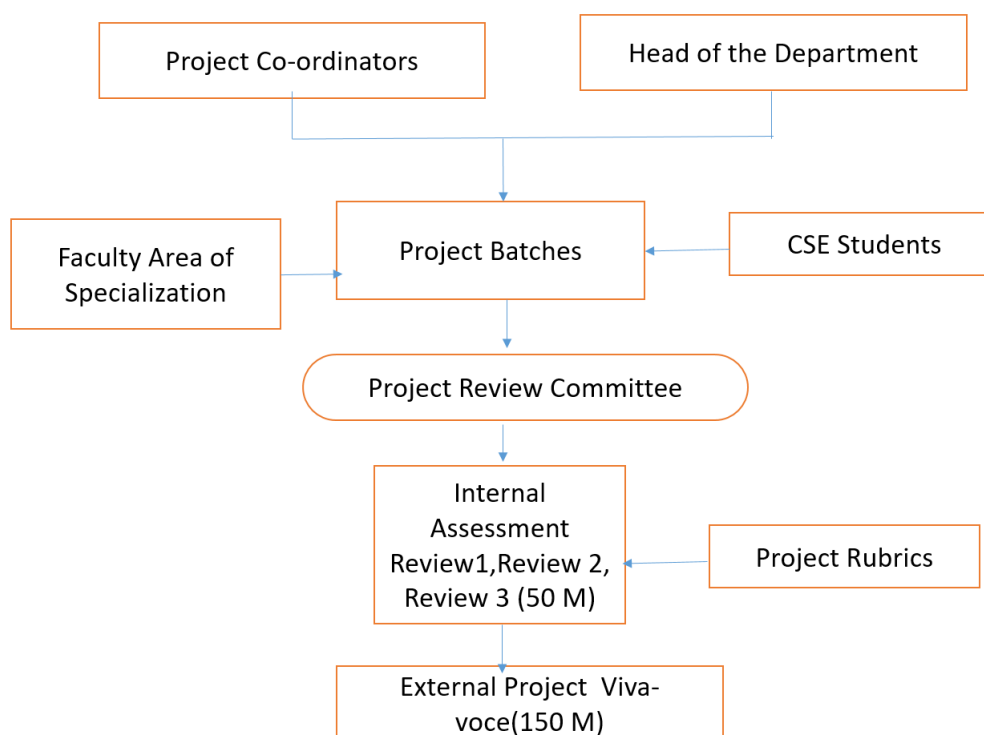 Project Co-ordinators
Head of the Department
Faculty Area of
Specialization
Project Batches
CSE Students
Project Review Committee
Internal
Assessment
Review1,Review 2,
Review 3 (50 M)
Project Rubrics
External Project  Viva-
voce(150 M)